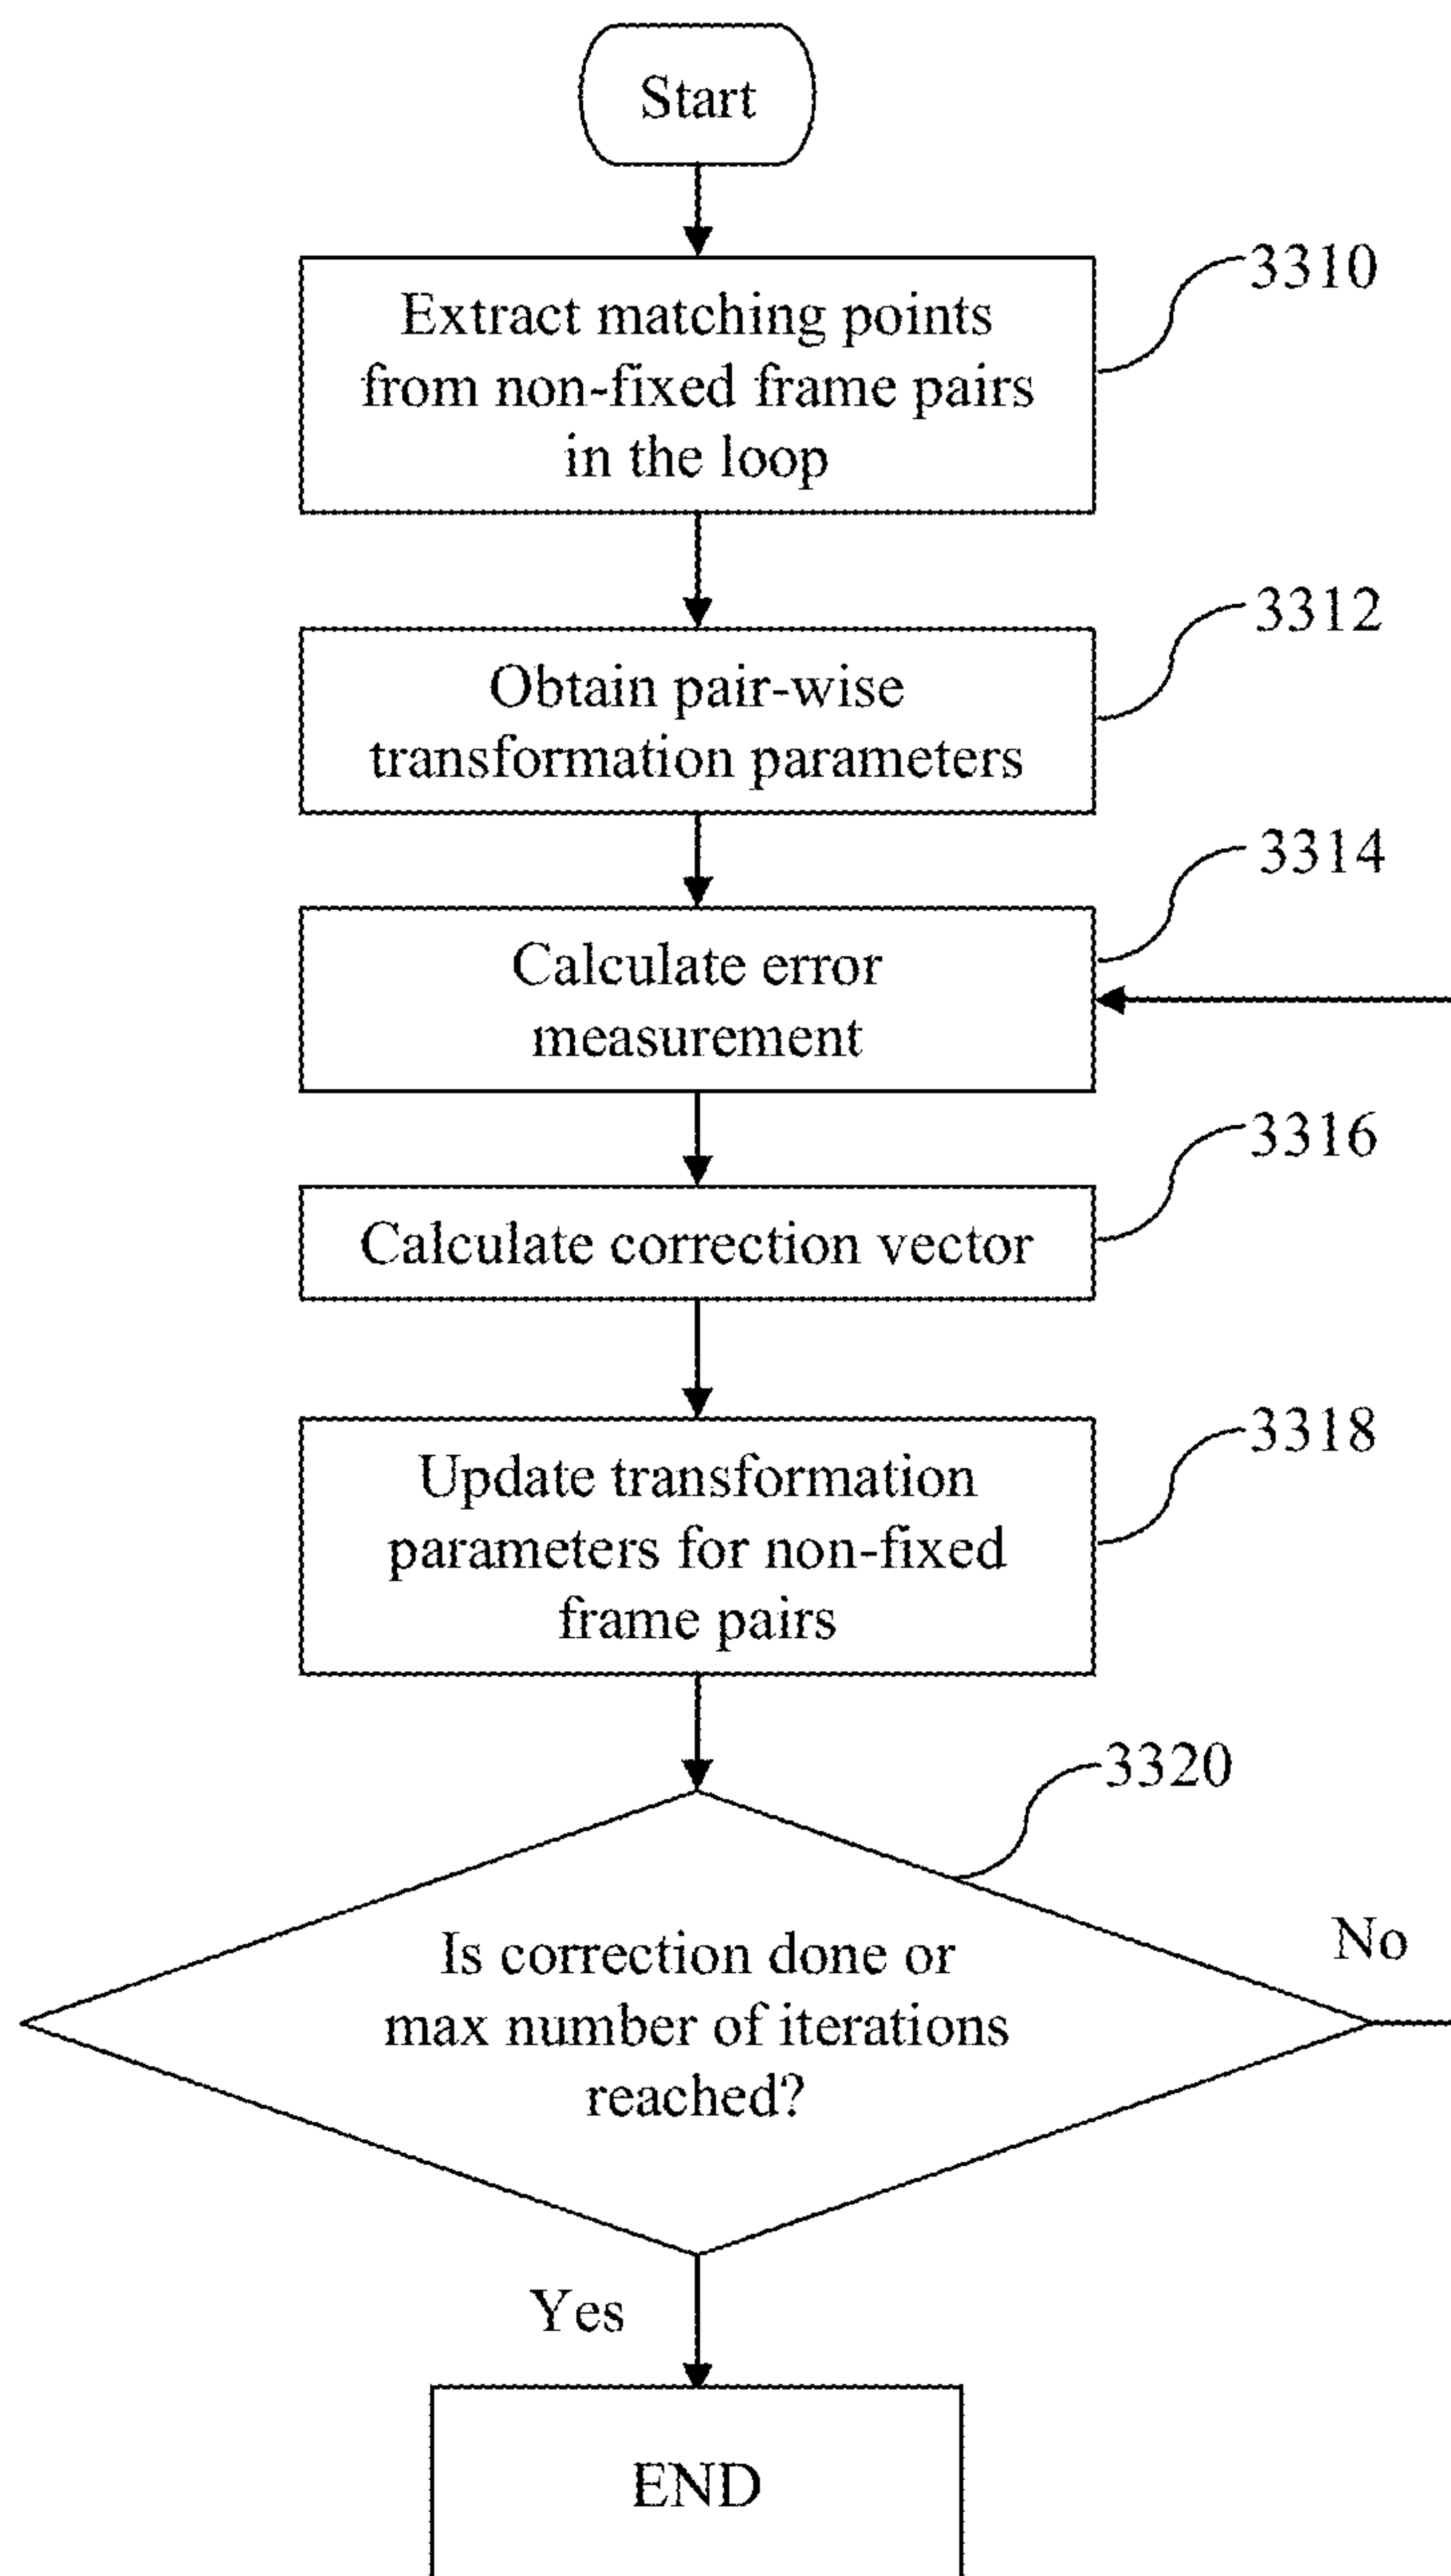 Start
3310
Extract matching points
from non-fixed frame pairs
in the loop
3312
Obtain pair-wise
transformation parameters
3314
Calculate error
measurement
3316
Calculate correction vector
3318
Update transformation
parameters for non-fixed
frame pairs
3320
No
Is correction done or
max number of iterations
reached?
Yes
END